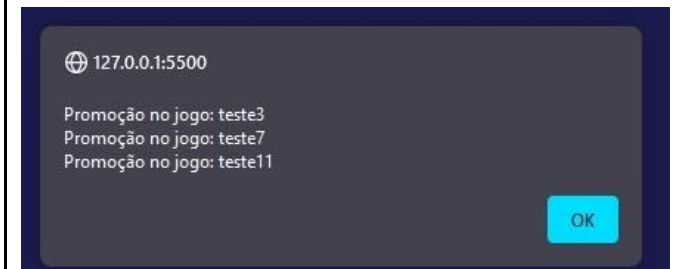 127.0.0.1:5500
Promoção no jogo: teste3
Promoção no jogo: teste7
Promoção no jogo: teste11
OK